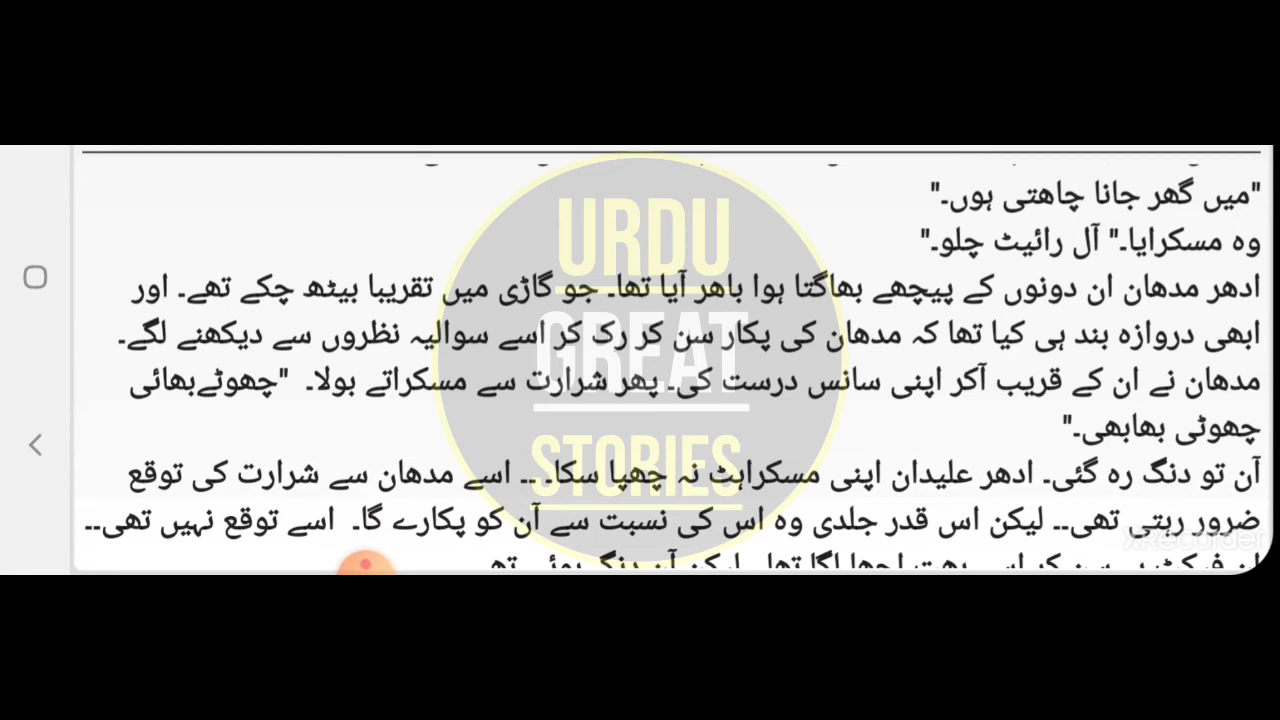 "میں گھر جانا چاھتی ہوں۔"
وہ مسکرایا۔" آل رائیٹ چلو۔"
ادھر مدھان ان دونوں کے پیچھے بھاگتا ہوا باھر آیا تھا۔ جو گاڑی میں تقریبا بیٹھ چکے تھے۔ اور
ابھی دروازہ بند ہی کیا تھا کہ مدھان کی پکار سن کر رک کر اسے سوالیہ نظروں سے دیکھنے لگے۔
مدھان نے ان کے قریب آکر اپنی سانس درست کی۔ پھر شرارت سے مسکراتے بولا۔ "چھوٹےبھائی
چھوٹی بھابھی۔"
آن تو دنگ رہ گئی۔ ادھر علیدان اپنی مسکراہٹ نہ چھپا سکا۔ ۔۔ اسے مدھان سے شرارت کی توقع
ضرور رہتے تھی۔۔ لیکن اس قدر جلدی وہ اس کی نسبت سے آن کو پکارے گا۔ اسے توقع نہیں تھی۔۔
URDU
GREAT
STORIES
XRecorder